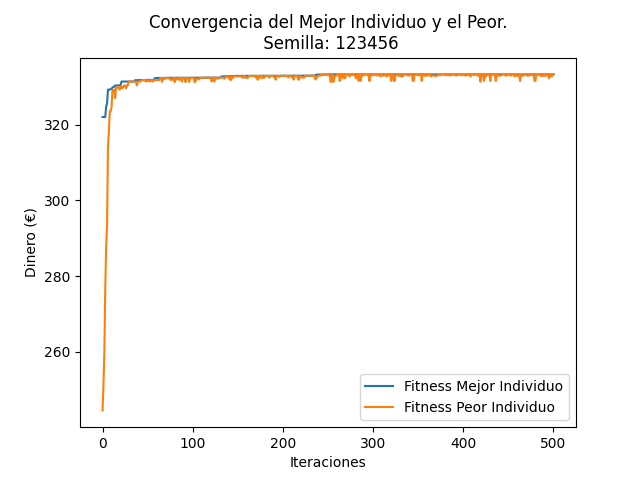 Convergencia del Mejor Individuo y el Peor.
Semilla: 123456
Dinero (€)
320
300
280
260
Fitness Mejor Individuo
Fitness Peor Individuo
0 100 200 300 400 500
Iteraciones